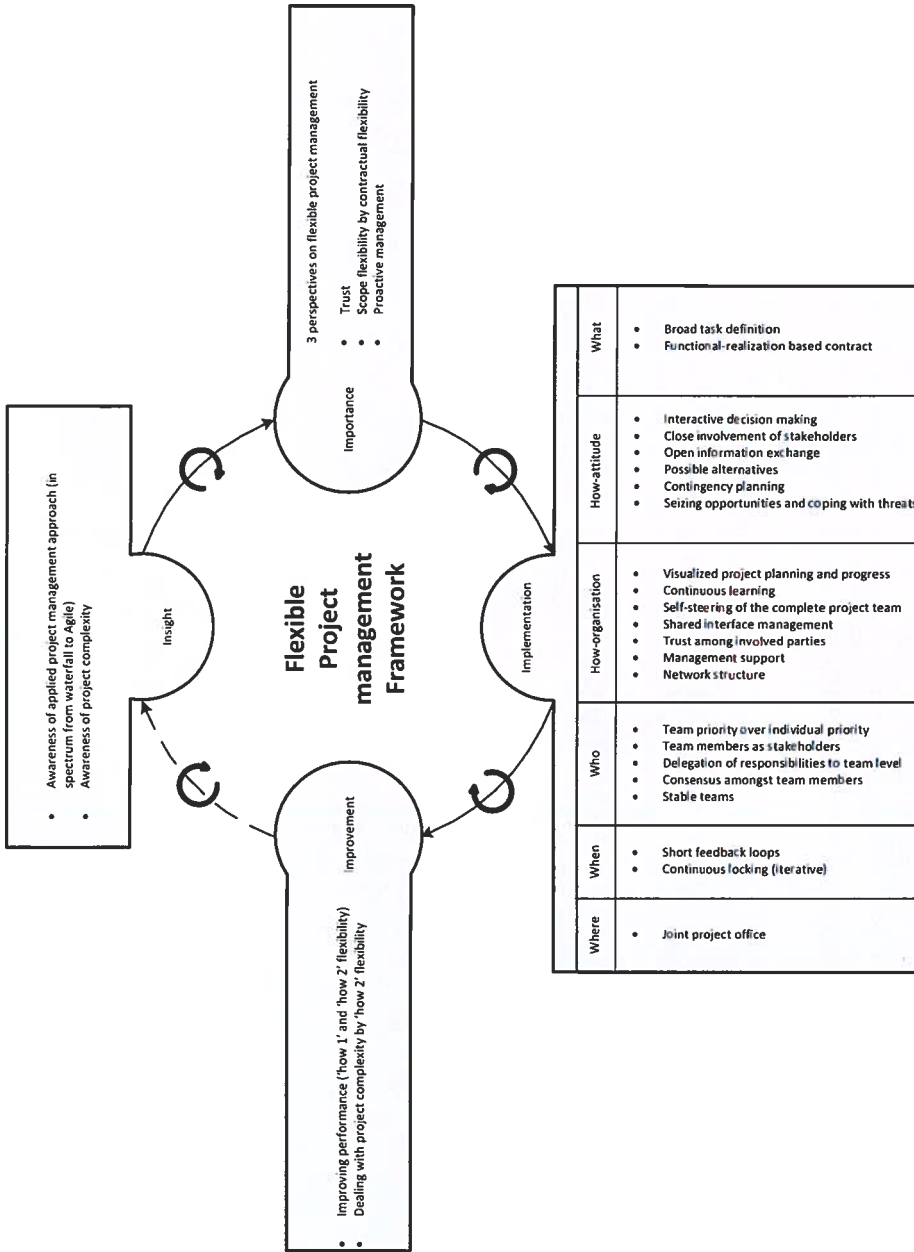 • Awareness of applied project management approach (in
spectrum from waterfall to Agile)
• Awareness of project complexity
Insight
• Improving performance ('how 1' and 'how 2' flexibility)
• Dealing with project complexity by 'how 2' flexibility
Improvement
Flexible
Project
management
Framework
Importance
3 perspectives on flexible project management
• Trust
• Scope flexibility by contractual flexibility
• Proactive management
Implementation
Where
• Joint project office
When
• Short feedback loops
• Continuous locking (iterative)
Who
• Team priority over individual priority
• Team members as stakeholders
• Delegation of responsibilities to team level
• Consensus amongst team members
• Stable teams
How-organisation
• Visualized project planning and progress
• Continuous learning
• Self-steering of the complete project team
• Shared interface management
• Trust among involved parties
• Management support
• Network structure
How-attitude
• Interactive decision making
• Close involvement of stakeholders
• Open information exchange
• Possible alternatives
• Contingency planning
• Seizing opportunities and coping with threats
What
• Broad task definition
• Functional-realization based contract